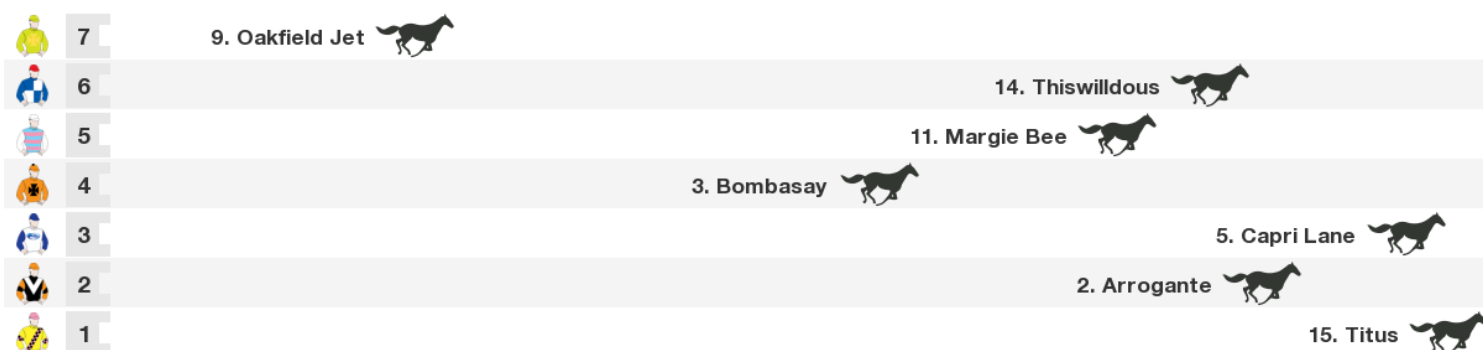 7 9. Oakfield Jet
6 14. Thiswilldous
5 11. Margie Bee
4 3. Bombasay
3 5. Capri Lane
2 2. Arrogante
1 15. Titus